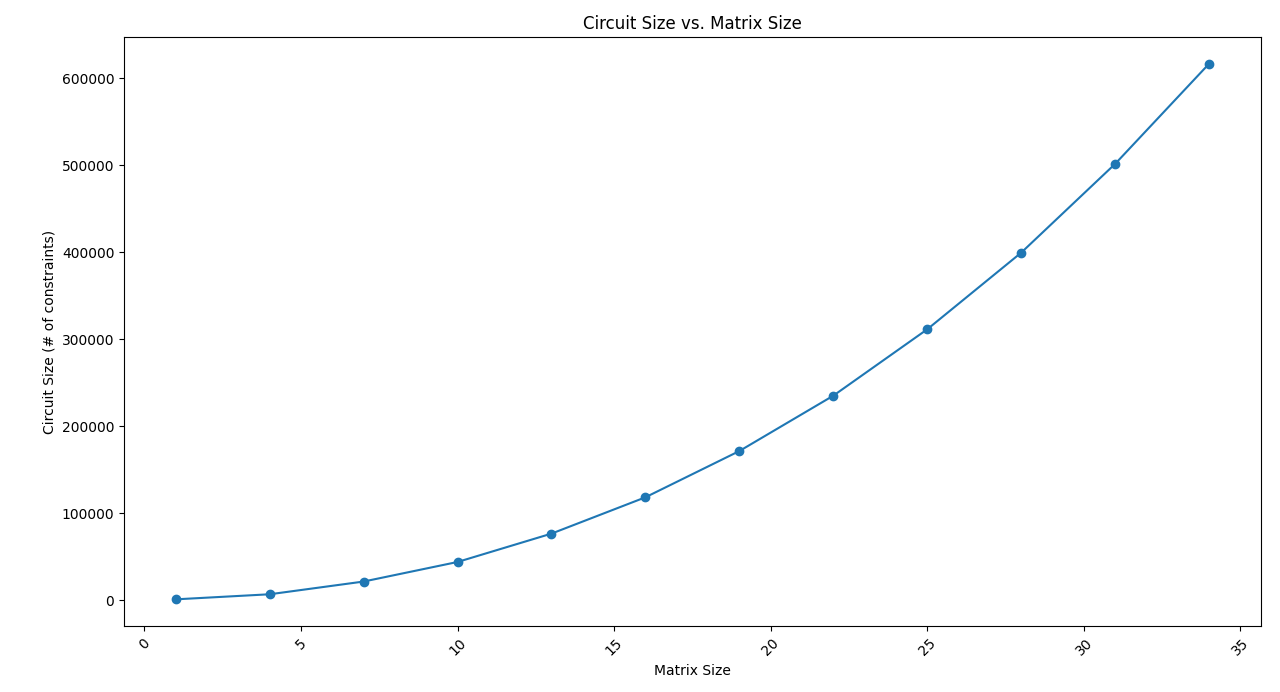 Circuit Size vs. Matrix Size
600000
500000
400000
300000
200000
100000
0
Circuit Size (# of constraints)
0 5 10 15 20 25 30 35
Matrix Size